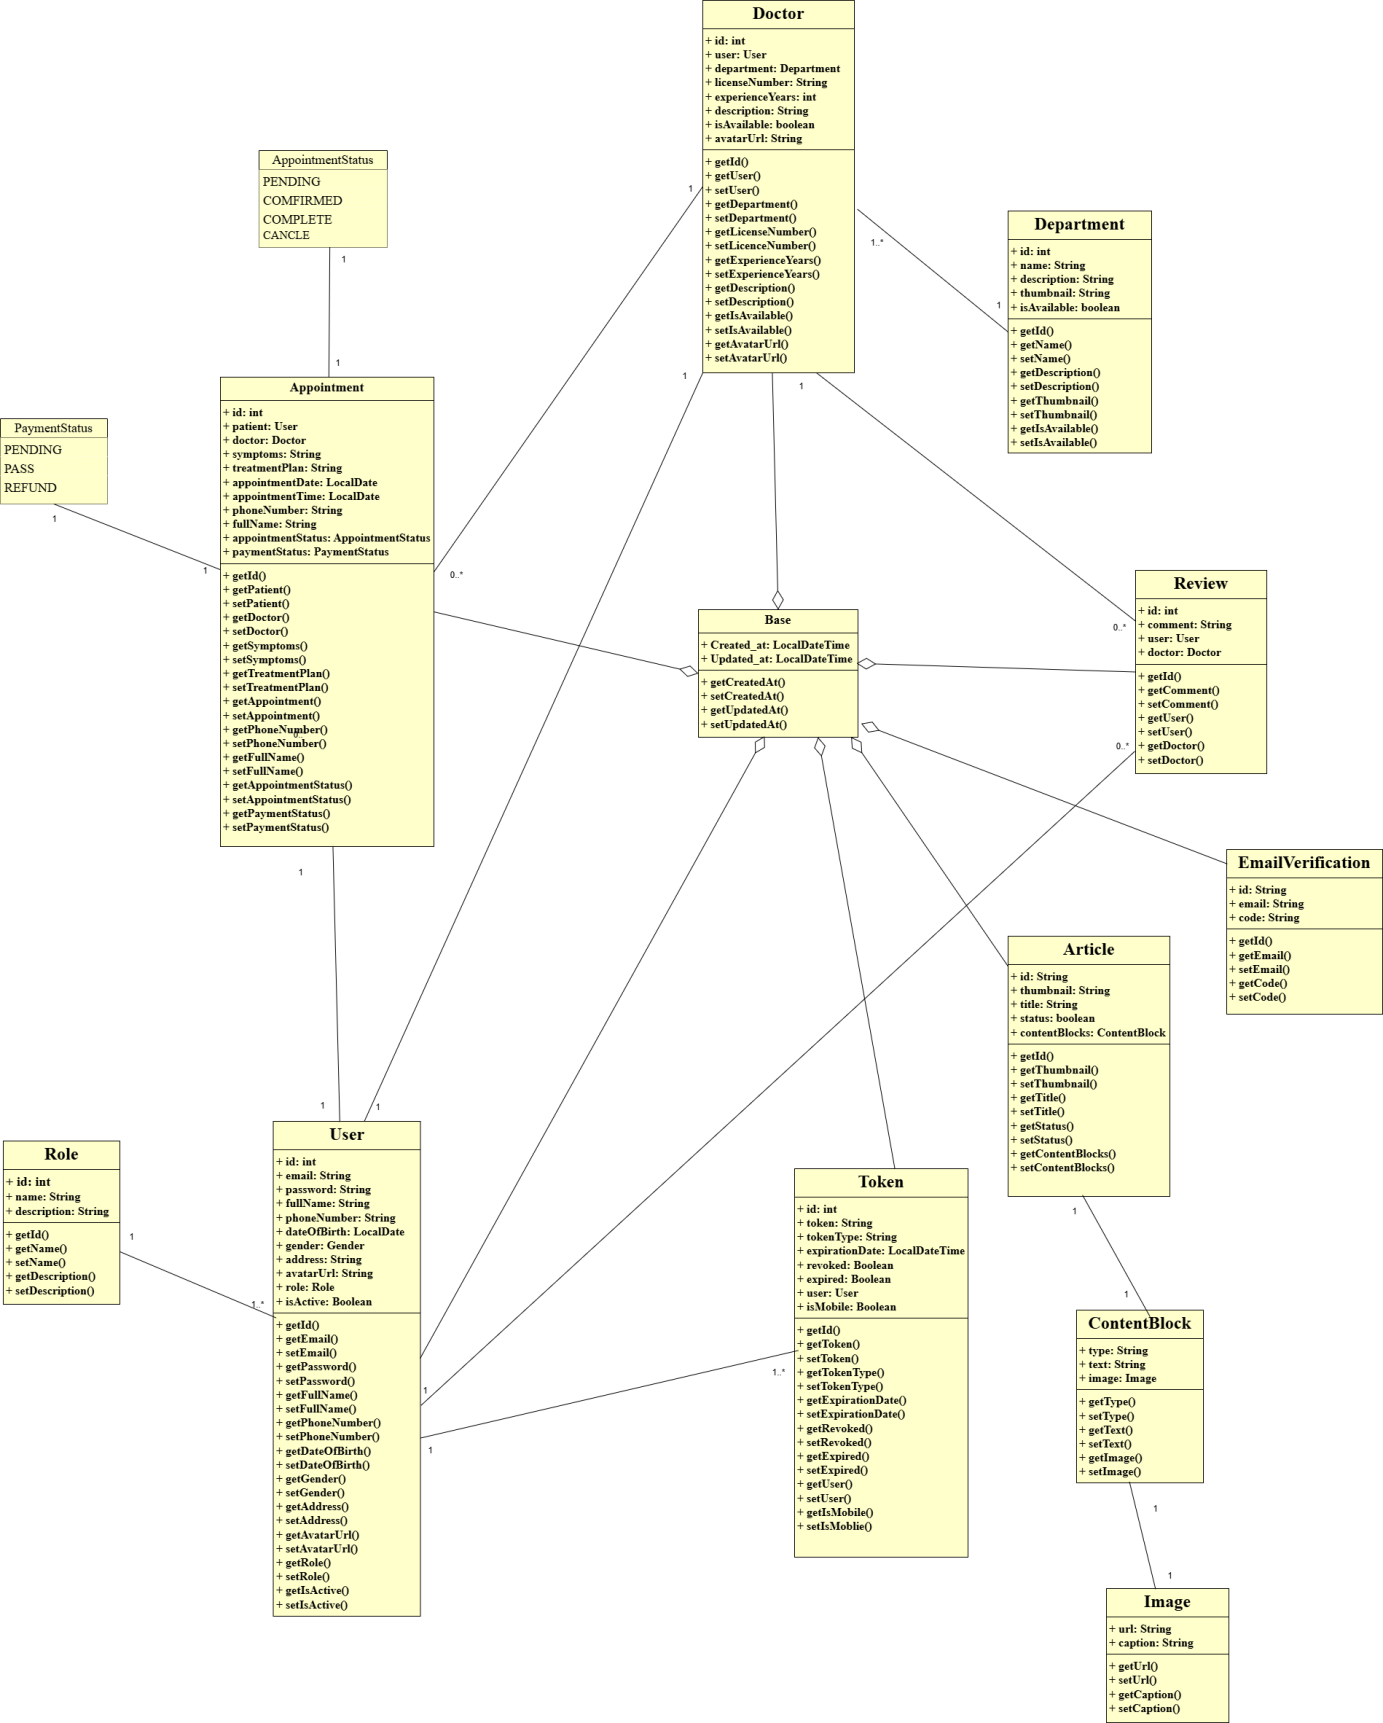 Doctor
+ id: int
+ user: User
+ department: Department
+ licenseNumber: String
+ experienceYears: int
+ description: String
+ isAvailable: boolean
+ avatarUrl: String
+ getId()
+ getUser()
+ setUser()
+ getDepartment()
+ setDepartment()
+ getLicenseNumber()
+ setLicenceNumber()
+ getExperienceYears()
+ setExperienceYears()
+ getDescription()
+ setDescription()
+ getIsAvailable()
+ setIsAvailable()
+ getAvatarUrl()
+ setAvatarUrl()
1
1..*
1
1
1
AppointmentStatus
PENDING
COMFIRMED
COMPLETE
CANCLE
1
1
Department
+ id: int
+ name: String
+ description: String
+ thumbnail: String
+ isAvailable: boolean
+ getId()
+ getName()
+ setName()
+ getDescription()
+ setDescription()
+ getThumbnail()
+ setThumbnail()
+ getIsAvailable()
+ setIsAvailable()
PaymentStatus
PENDING
PASS
REFUND
1
1
Appointment
+ id: int
+ patient: User
+ doctor: Doctor
+ symptoms: String
+ treatmentPlan: String
+ appointmentDate: LocalDate
+ appointmentTime: LocalDate
+ phoneNumber: String
+ fullName: String
+ appointmentStatus: AppointmentStatus
+ paymentStatus: PaymentStatus
+ getId()
+ getPatient()
+ setPatient()
+ getDoctor()
+ setDoctor()
+ getSymptoms()
+ setSymptoms()
+ getTreatmentPlan()
+ setTreatmentPlan()
+ getAppointment()
+ setAppointment()
+ getPhoneNumber()
+ setPhoneNumber()
+ getFullName()
+ setFullName()
+ getAppointmentStatus()
+ setAppointmentStatus()
+ getPaymentStatus()
+ setPaymentStatus()
0..*
1
1
1
Base
+ Created_at: LocalDateTime
+ Updated_at: LocalDateTime
+ getCreatedAt()
+ setCreatedAt()
+ getUpdatedAt()
+ setUpdatedAt()
Review
+ id: int
+ comment: String
+ user: User
+ doctor: Doctor
+ getId()
+ getComment()
+ setComment()
+ getUser()
+ setUser()
+ getDoctor()
+ setDoctor()
0..*
0..*
EmailVerification
+ id: String
+ email: String
+ code: String
+ getId()
+ getEmail()
+ setEmail()
+ getCode()
+ setCode()
Article
+ id: String
+ thumbnail: String
+ title: String
+ status: boolean
+ contentBlocks: ContentBlock
+ getId()
+ getThumbnail()
+ setThumbnail()
+ getTitle()
+ setTitle()
+ getStatus()
+ setStatus()
+ getContentBlocks()
+ setContentBlocks()
1
1
Role
+ id: int
+ name: String
+ description: String
+ getId()
+ getName()
+ setName()
+ getDescription()
+ setDescription()
1
1..*
User
+ id: int
+ email: String
+ password: String
+ fullName: String
+ phoneNumber: String
+ dateOfBirth: LocalDate
+ gender: Gender
+ address: String
+ avatarUrl: String
+ role: Role
+ isActive: Boolean
+ getId()
+ getEmail()
+ setEmail()
+ getPassword()
+ setPassword()
+ getFullName()
+ setFullName()
+ getPhoneNumber()
+ setPhoneNumber()
+ getDateOfBirth()
+ setDateOfBirth()
+ getGender()
+ setGender()
+ getAddress()
+ setAddress()
+ getAvatarUrl()
+ setAvatarUrl()
+ getRole()
+ setRole()
+ getIsActive()
+ setIsActive()
1
1
1..*
Token
+ id: int
+ token: String
+ tokenType: String
+ expirationDate: LocalDateTime
+ revoked: Boolean
+ expired: Boolean
+ user: User
+ isMobile: Boolean
+ getId()
+ getToken()
+ setToken()
+ getTokenType()
+ setTokenType()
+ getExpirationDate()
+ setExpirationDate()
+ getRevoked()
+ setRevoked()
+ getExpired()
+ setExpired()
+ getUser()
+ setUser()
+ getIsMobile()
+ setIsMoblie()
ContentBlock
+ type: String
+ text: String
+ image: Image
+ getType()
+ setType()
+ getText()
+ setText()
+ getImage()
+ setImage()
1
1
Image
+ url: String
+ caption: String
+ getUrl()
+ setUrl()
+ getCaption()
+ setCaption()